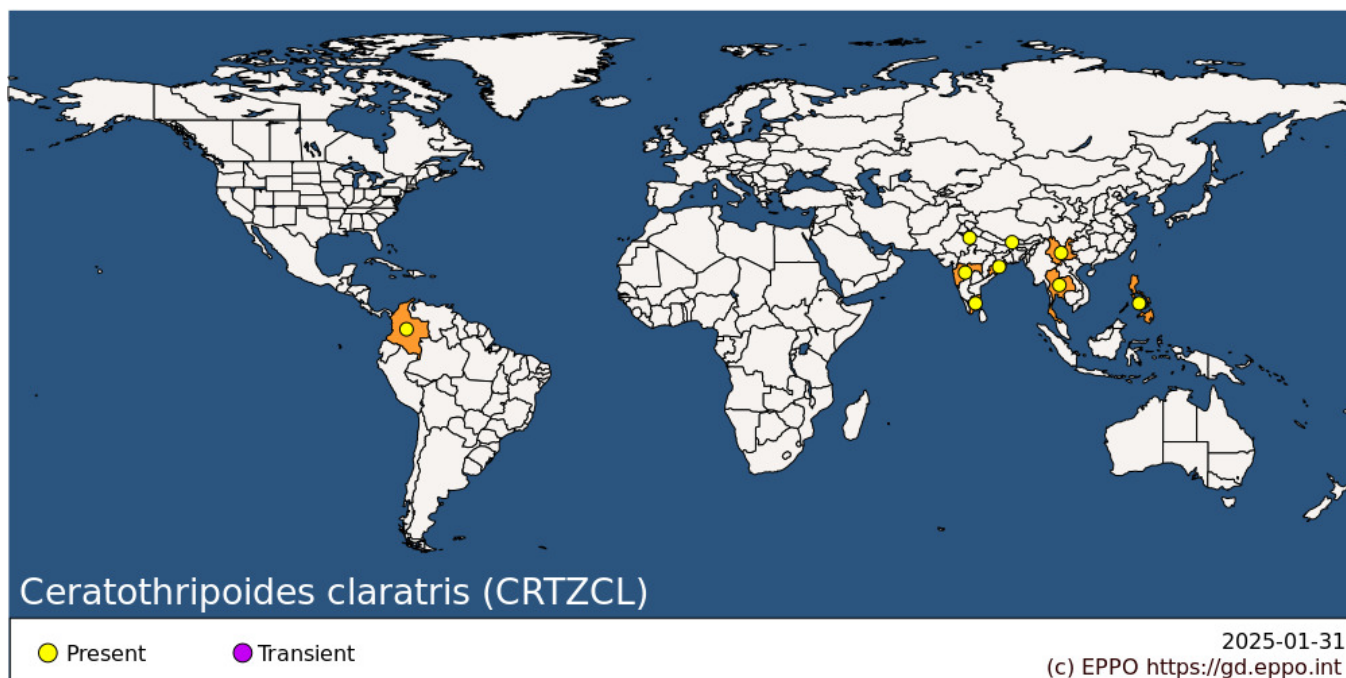 Ceratothripoides claratris (CRTZCL)
Present
Transient
2025-01-31
(c) EPPO https://gd.eppo.int